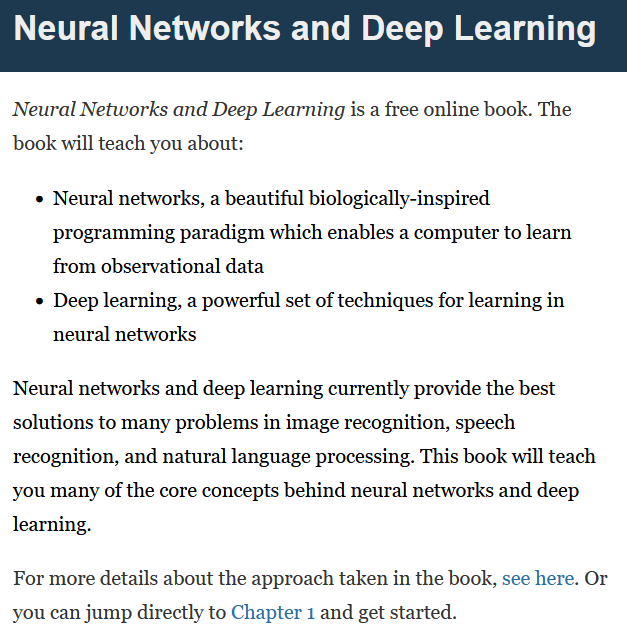 Neural Networks and Deep Learning
Neural Networks and Deep Learning is a free online book. The
book will teach you about:
• Neural networks, a beautiful biologically-inspired
programming paradigm which enables a computer to learn
from observational data
• Deep learning, a powerful set of techniques for learning in
neural networks
Neural networks and deep learning currently provide the best
solutions to many problems in image recognition, speech
recognition, and natural language processing. This book will teach
you many of the core concepts behind neural networks and deep
learning.
For more details about the approach taken in the book, see here. Or
you can jump directly to Chapter 1 and get started.